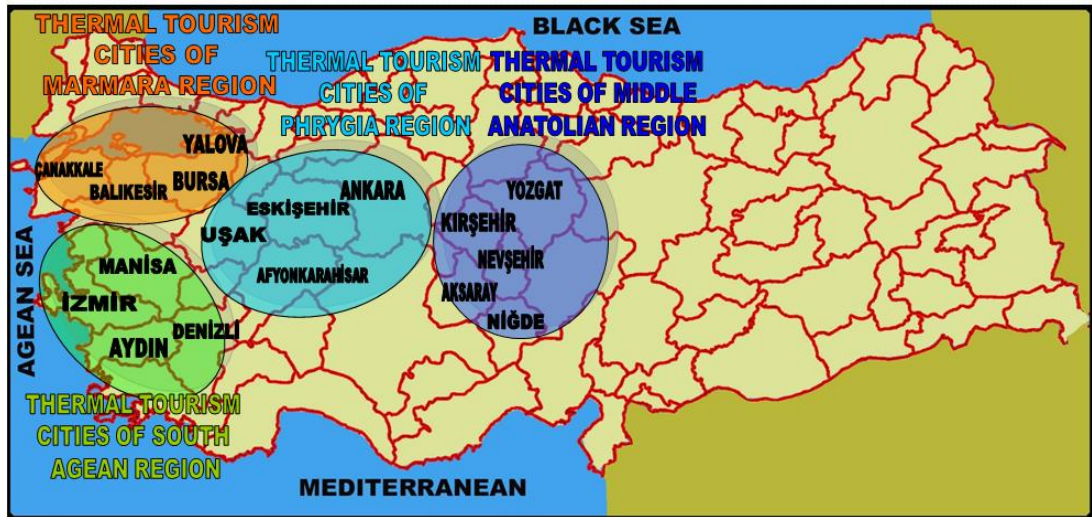 THERMAL TOURISM
CITIES OF
MARMARA REGION
BLACK SEA
THERMAL TOURISM
CITIES OF
PHRYGIA REGION
THERMAL TOURISM
CITIES OF MIDDLE
ANATOLIAN REGION
YALOVA
ÇANAKKALE
BALIKESİR
BURSA
ANKARA
ESKİŞEHİR
UŞAK
AFYONKARAHİSAR
YOZGAT
KIRŞEHİR
NEVŞEHİR
AKSARAY
NİĞDE
AGEAN SEA
MANİSA
İZMİR
DENİZLİ
AYDIN
THERMAL TOURISM
CITIES OF SOUTH
AGEAN REGION
MEDITERRANEAN